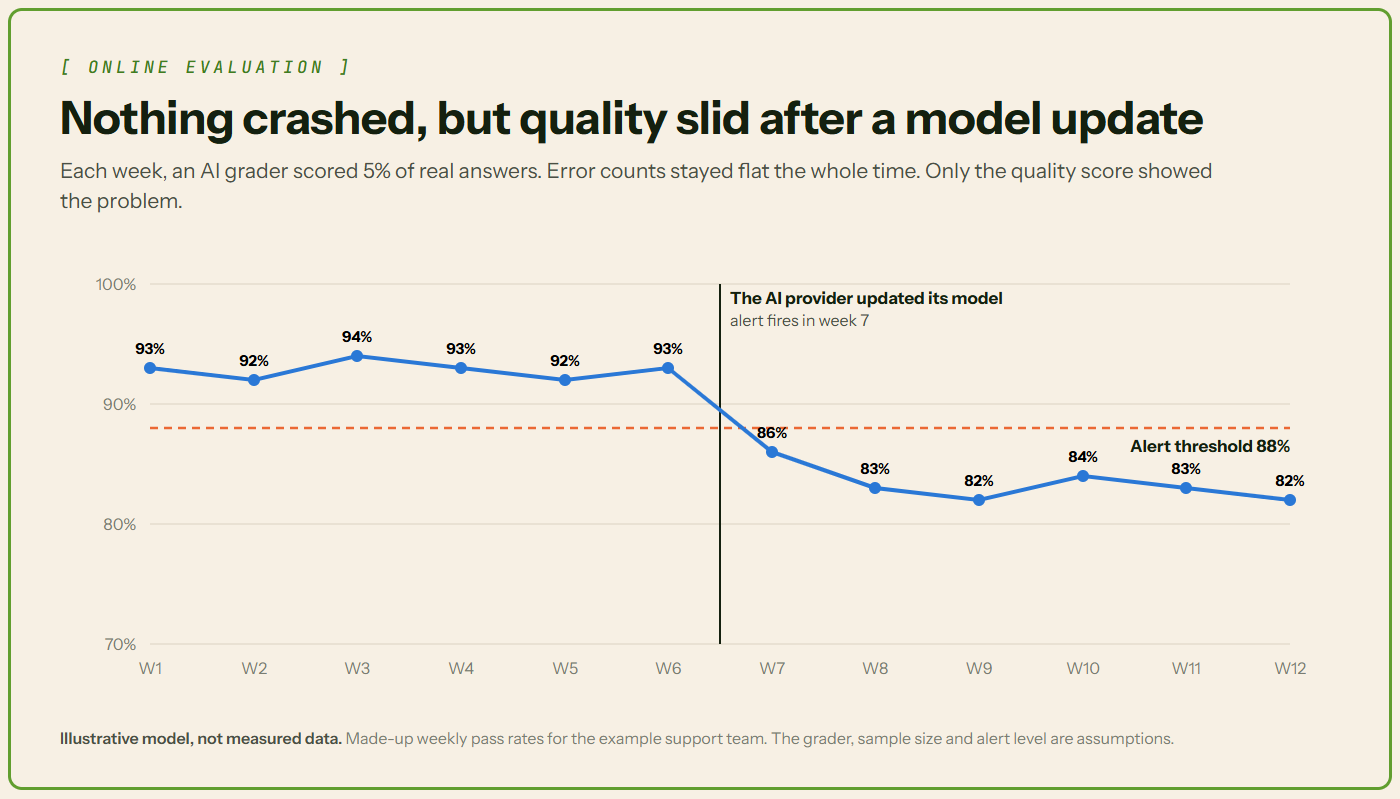 [ ONLINE EVALUATION ]
Nothing crashed, but quality slid after a model update
Each week, an AI grader scored 5% of real answers. Error counts stayed flat the whole time. Only the quality score showed
the problem.
100%
The AI provider updated its model
alert fires in week 7
93%
92%
94%
93%
92%
93%
90%
86%
Alert threshold 88%
83%
82%
84%
83%
82%
80%
70%
W1
W2
W3
W4
W5
W6
W7
W8
W9
W10
W11
W12
Illustrative model, not measured data. Made-up weekly pass rates for the example support team. The grader, sample size and alert level are assumptions.